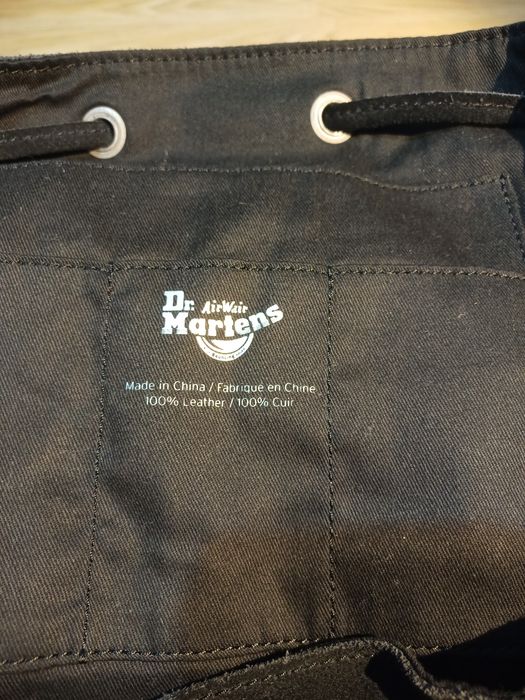 Dr. AirWair
Martens
Made in China / Fabriqué en Chine
100% Leather / 100% Cuir